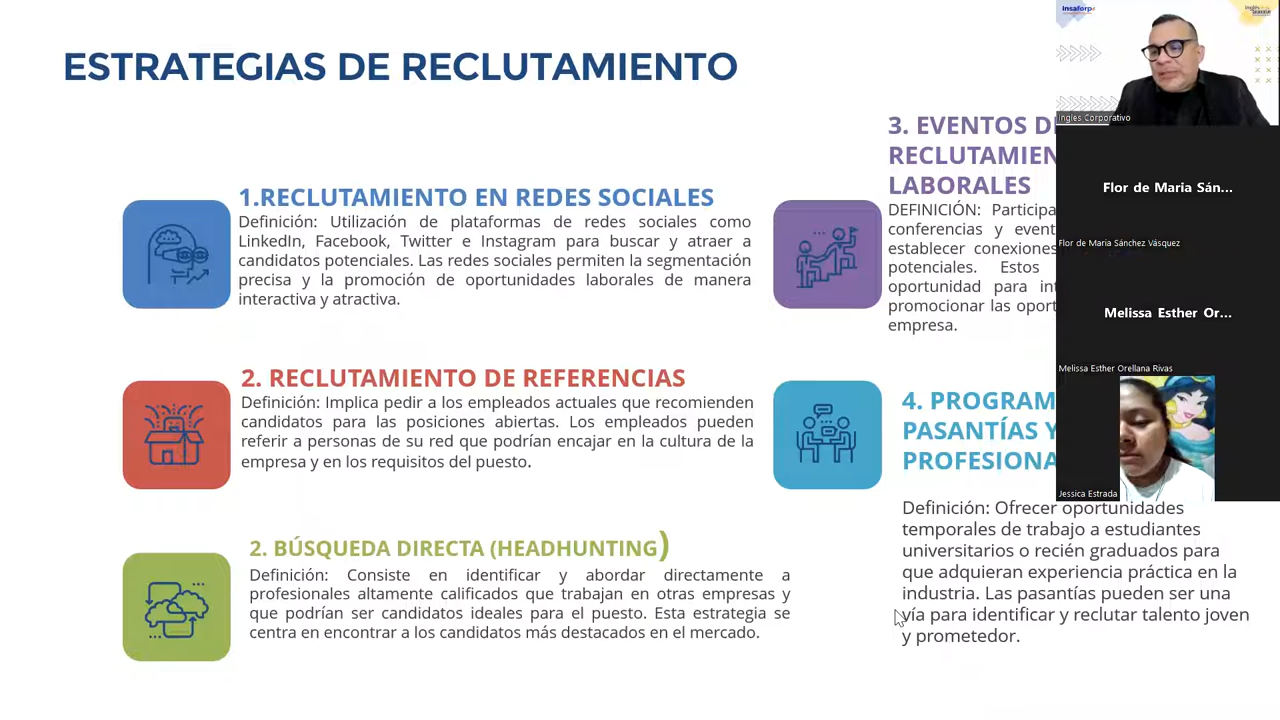 ESTRATEGIAS DE RECLUTAMIENTO
1.RECLUTAMIENTO EN REDES SOCIALES
Definición: Utilización de plataformas de redes sociales como
LinkedIn, Facebook, Twitter e Instagram para buscar y atraer a
candidatos potenciales. Las redes sociales permiten la segmentación
precisa y la promoción de oportunidades laborales de manera
interactiva y atractiva.
2. RECLUTAMIENTO DE REFERENCIAS
Definición: Implica pedir a los empleados actuales que recomienden
candidatos para las posiciones abiertas. Los empleados pueden
referir a personas de su red que podrían encajar en la cultura de la
empresa y en los requisitos del puesto.
2. BÚSQUEDA DIRECTA (HEADHUNTING)
Definición: Consiste en identificar y abordar directamente a
profesionales altamente calificados que trabajan en otras empresas y
que podrían ser candidatos ideales para el puesto. Esta estrategia se
centra en encontrar a los candidatos más destacados en el mercado.
3. EVENTOS
RECLUTAMIEN
LABORALES
DEFINICIÓN: Participa
conferencias y event
establecer conexiones
potenciales. Estos
oportunidad para int
promocionar las oport
empresa.
4. PROGRAM
PASANTÍAS Y
PROFESIONA
Definición: Ofrecer oportunidades
temporales de trabajo a estudiantes
universitarios o recién graduados para
que adquieran experiencia práctica en la
industria. Las pasantías pueden ser una
vía para identificar y reclutar talento joven
y prometedor.
insaforp
Ingles Corporativo
Flor de Maria Sán...
Flor de Maria Sánchez Vásquez
Melissa Esther Or...
Melissa Esther Orellana Rivas
Jessica Estrada